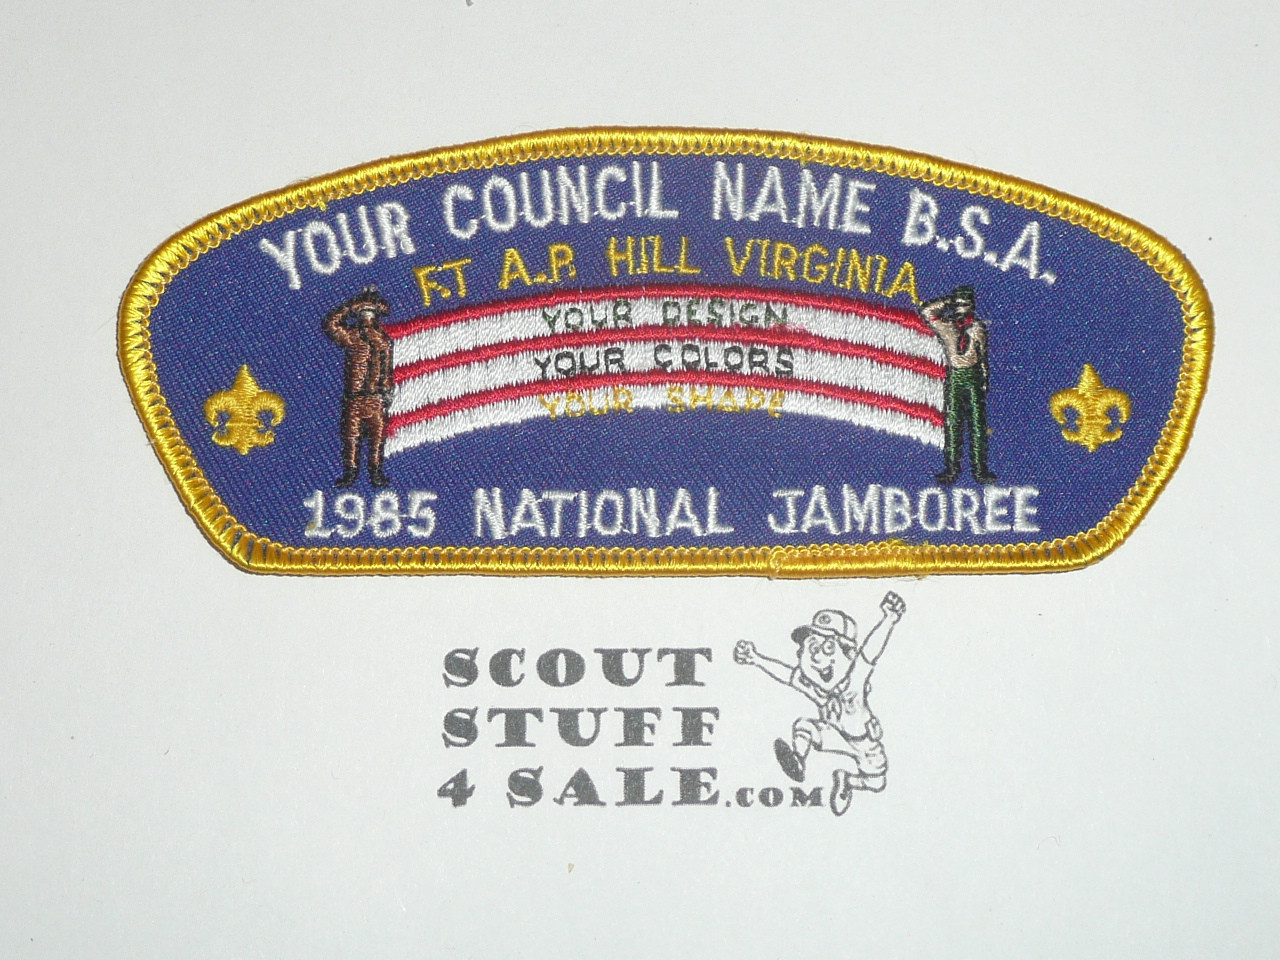 YOUR COUNCIL NAME B.S.A.
FT A.P. HILL VIRGINIA
YOUR DESIGN
YOUR COLORS
YOUR SHAPE
1985 NATIONAL JAMBOREE
SCOUT
STUFF
4 SALE.COM